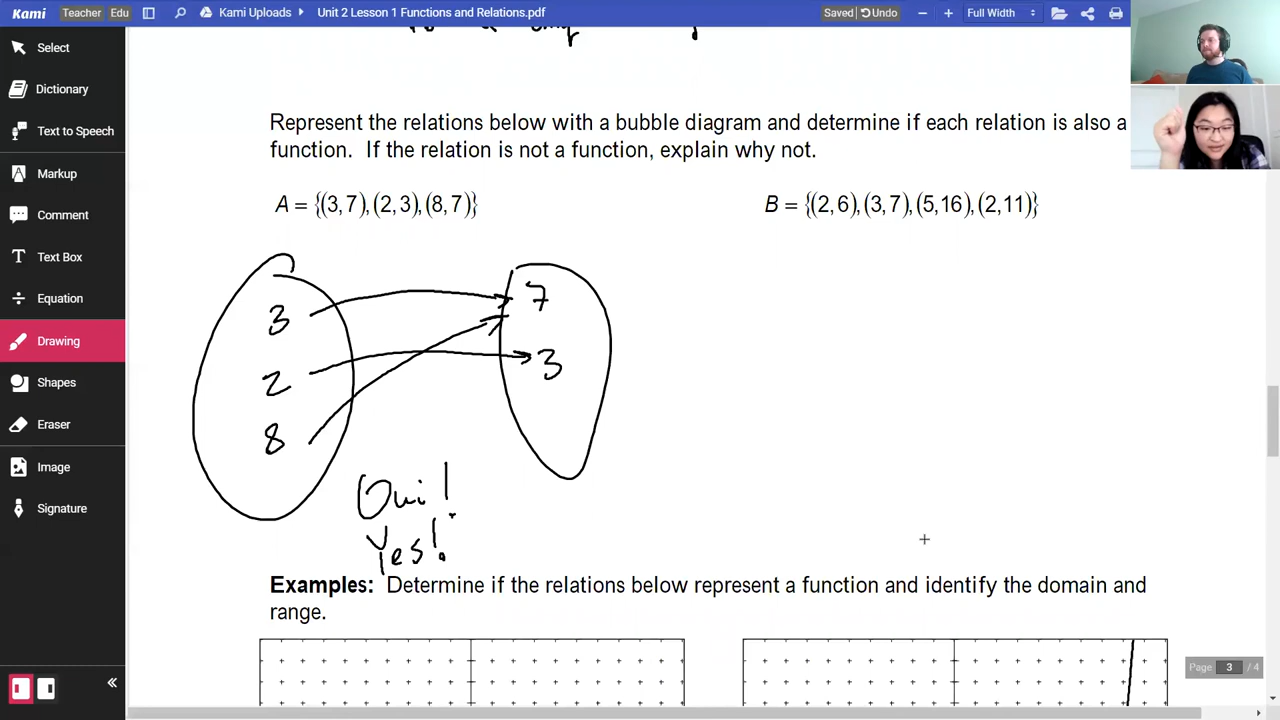 Kami Teacher Edu Kami Uploads Unit 2 Lesson 1 Functions and Relations.pdf Saved Undo Full Width
Select
Dictionary
Text to Speech
Markup
Comment
Text Box
Equation
Drawing
Shapes
Eraser
Image
Signature
Represent the relations below with a bubble diagram and determine if each relation is also a
function. If the relation is not a function, explain why not.
A = {(3,7),(2,3),(8,7)}
B = {(2,6),(3,7),(5,16),(2,11)}
3
2
8
7
3
Oui!
Yes!
Examples: Determine if the relations below represent a function and identify the domain and
range.
Page 3 / 4